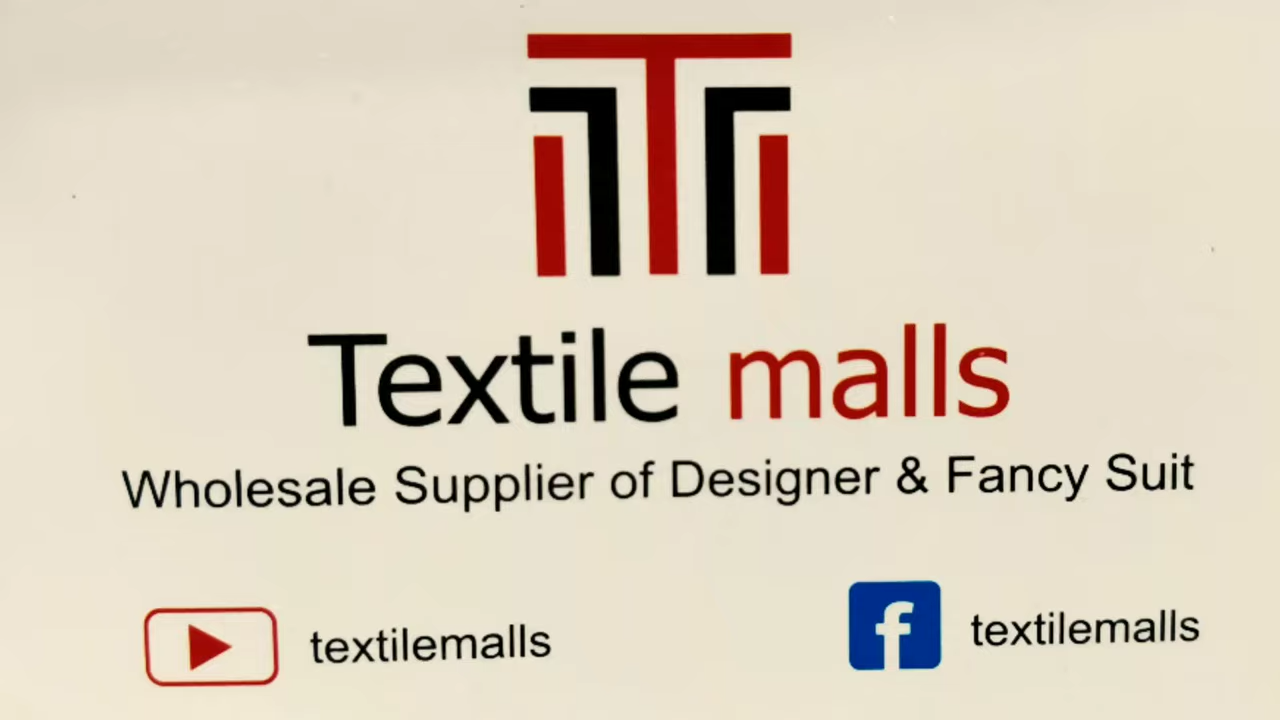 Textile malls
Wholesale Supplier of Designer & Fancy Suit
textilemalls
textilemalls